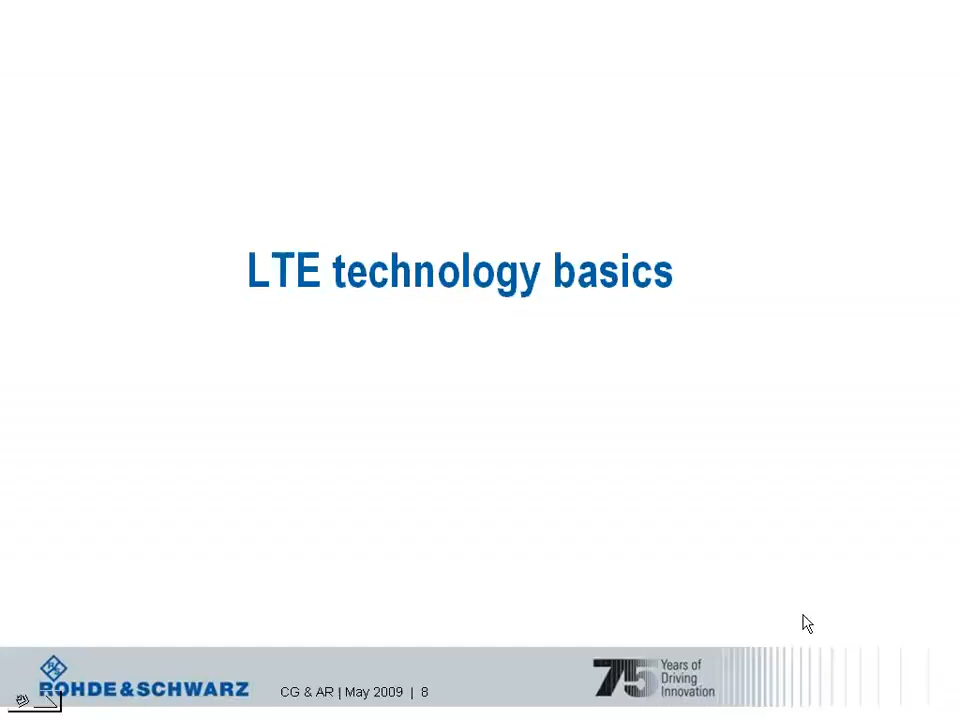 LTE technology basics
ROHDE & SCHWARZ
CG & AR | May 2009 | 8
75 Years of
Driving
Innovation